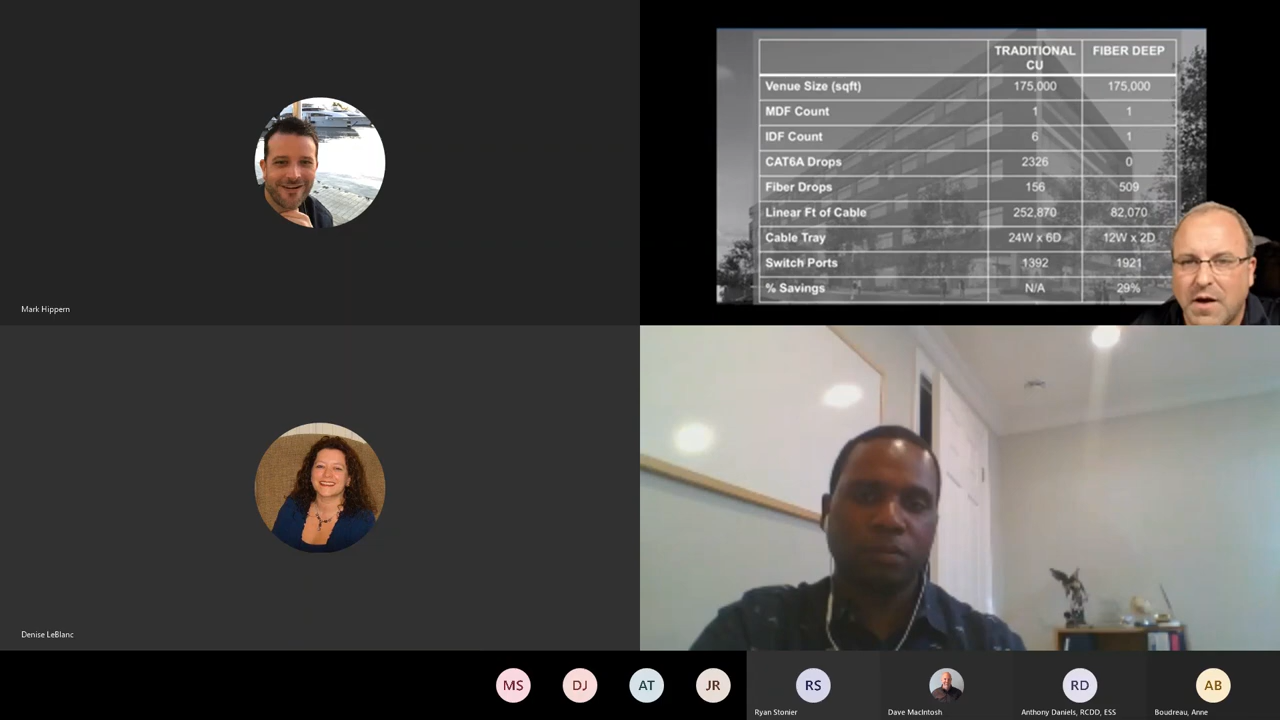 TRADITIONAL CU FIBER DEEP
Venue Size (sqft) 175,000 175,000
MDF Count 1 1
IDF Count 6 1
CAT6A Drops 2326 0
Fiber Drops 156 509
Linear Ft of Cable 252,870 82,070
Cable Tray 24W x 6D 12W x 2D
Switch Ports 1392 1921
% Savings N/A 29%
Mark Hippern
Denise LeBlanc
MS DJ AT JR RS RD AB
Ryan Stonier Dave MacIntosh Anthony Daniels, RCDD, ESS Boudreau, Anne